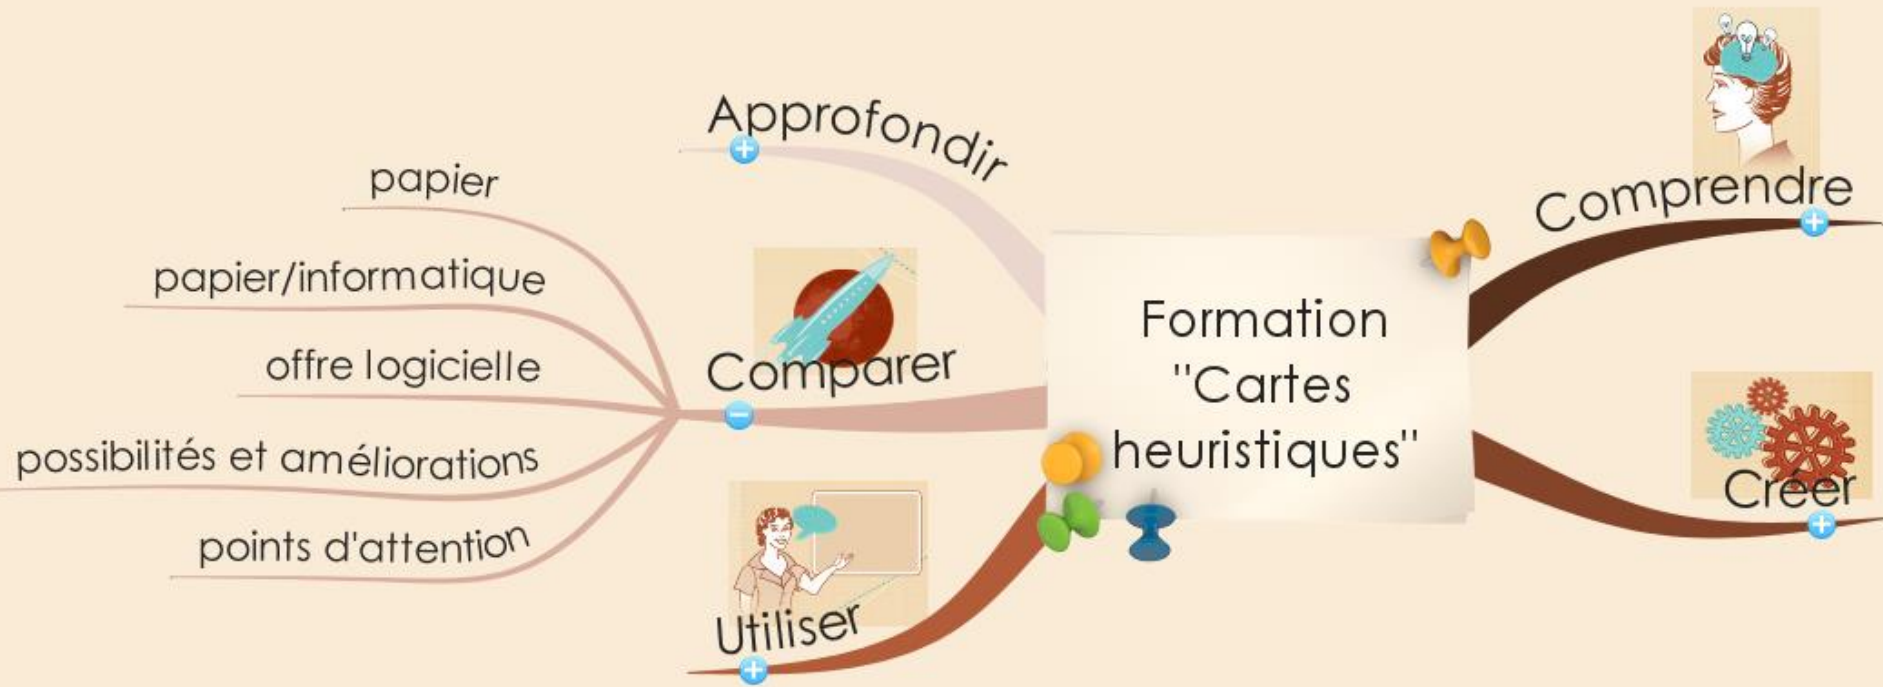 Formation
"Cartes
heuristiques"
Comprendre
Créer
Utiliser
Comparer
papier
papier/informatique
offre logicielle
possibilités et améliorations
points d'attention
Approfondir